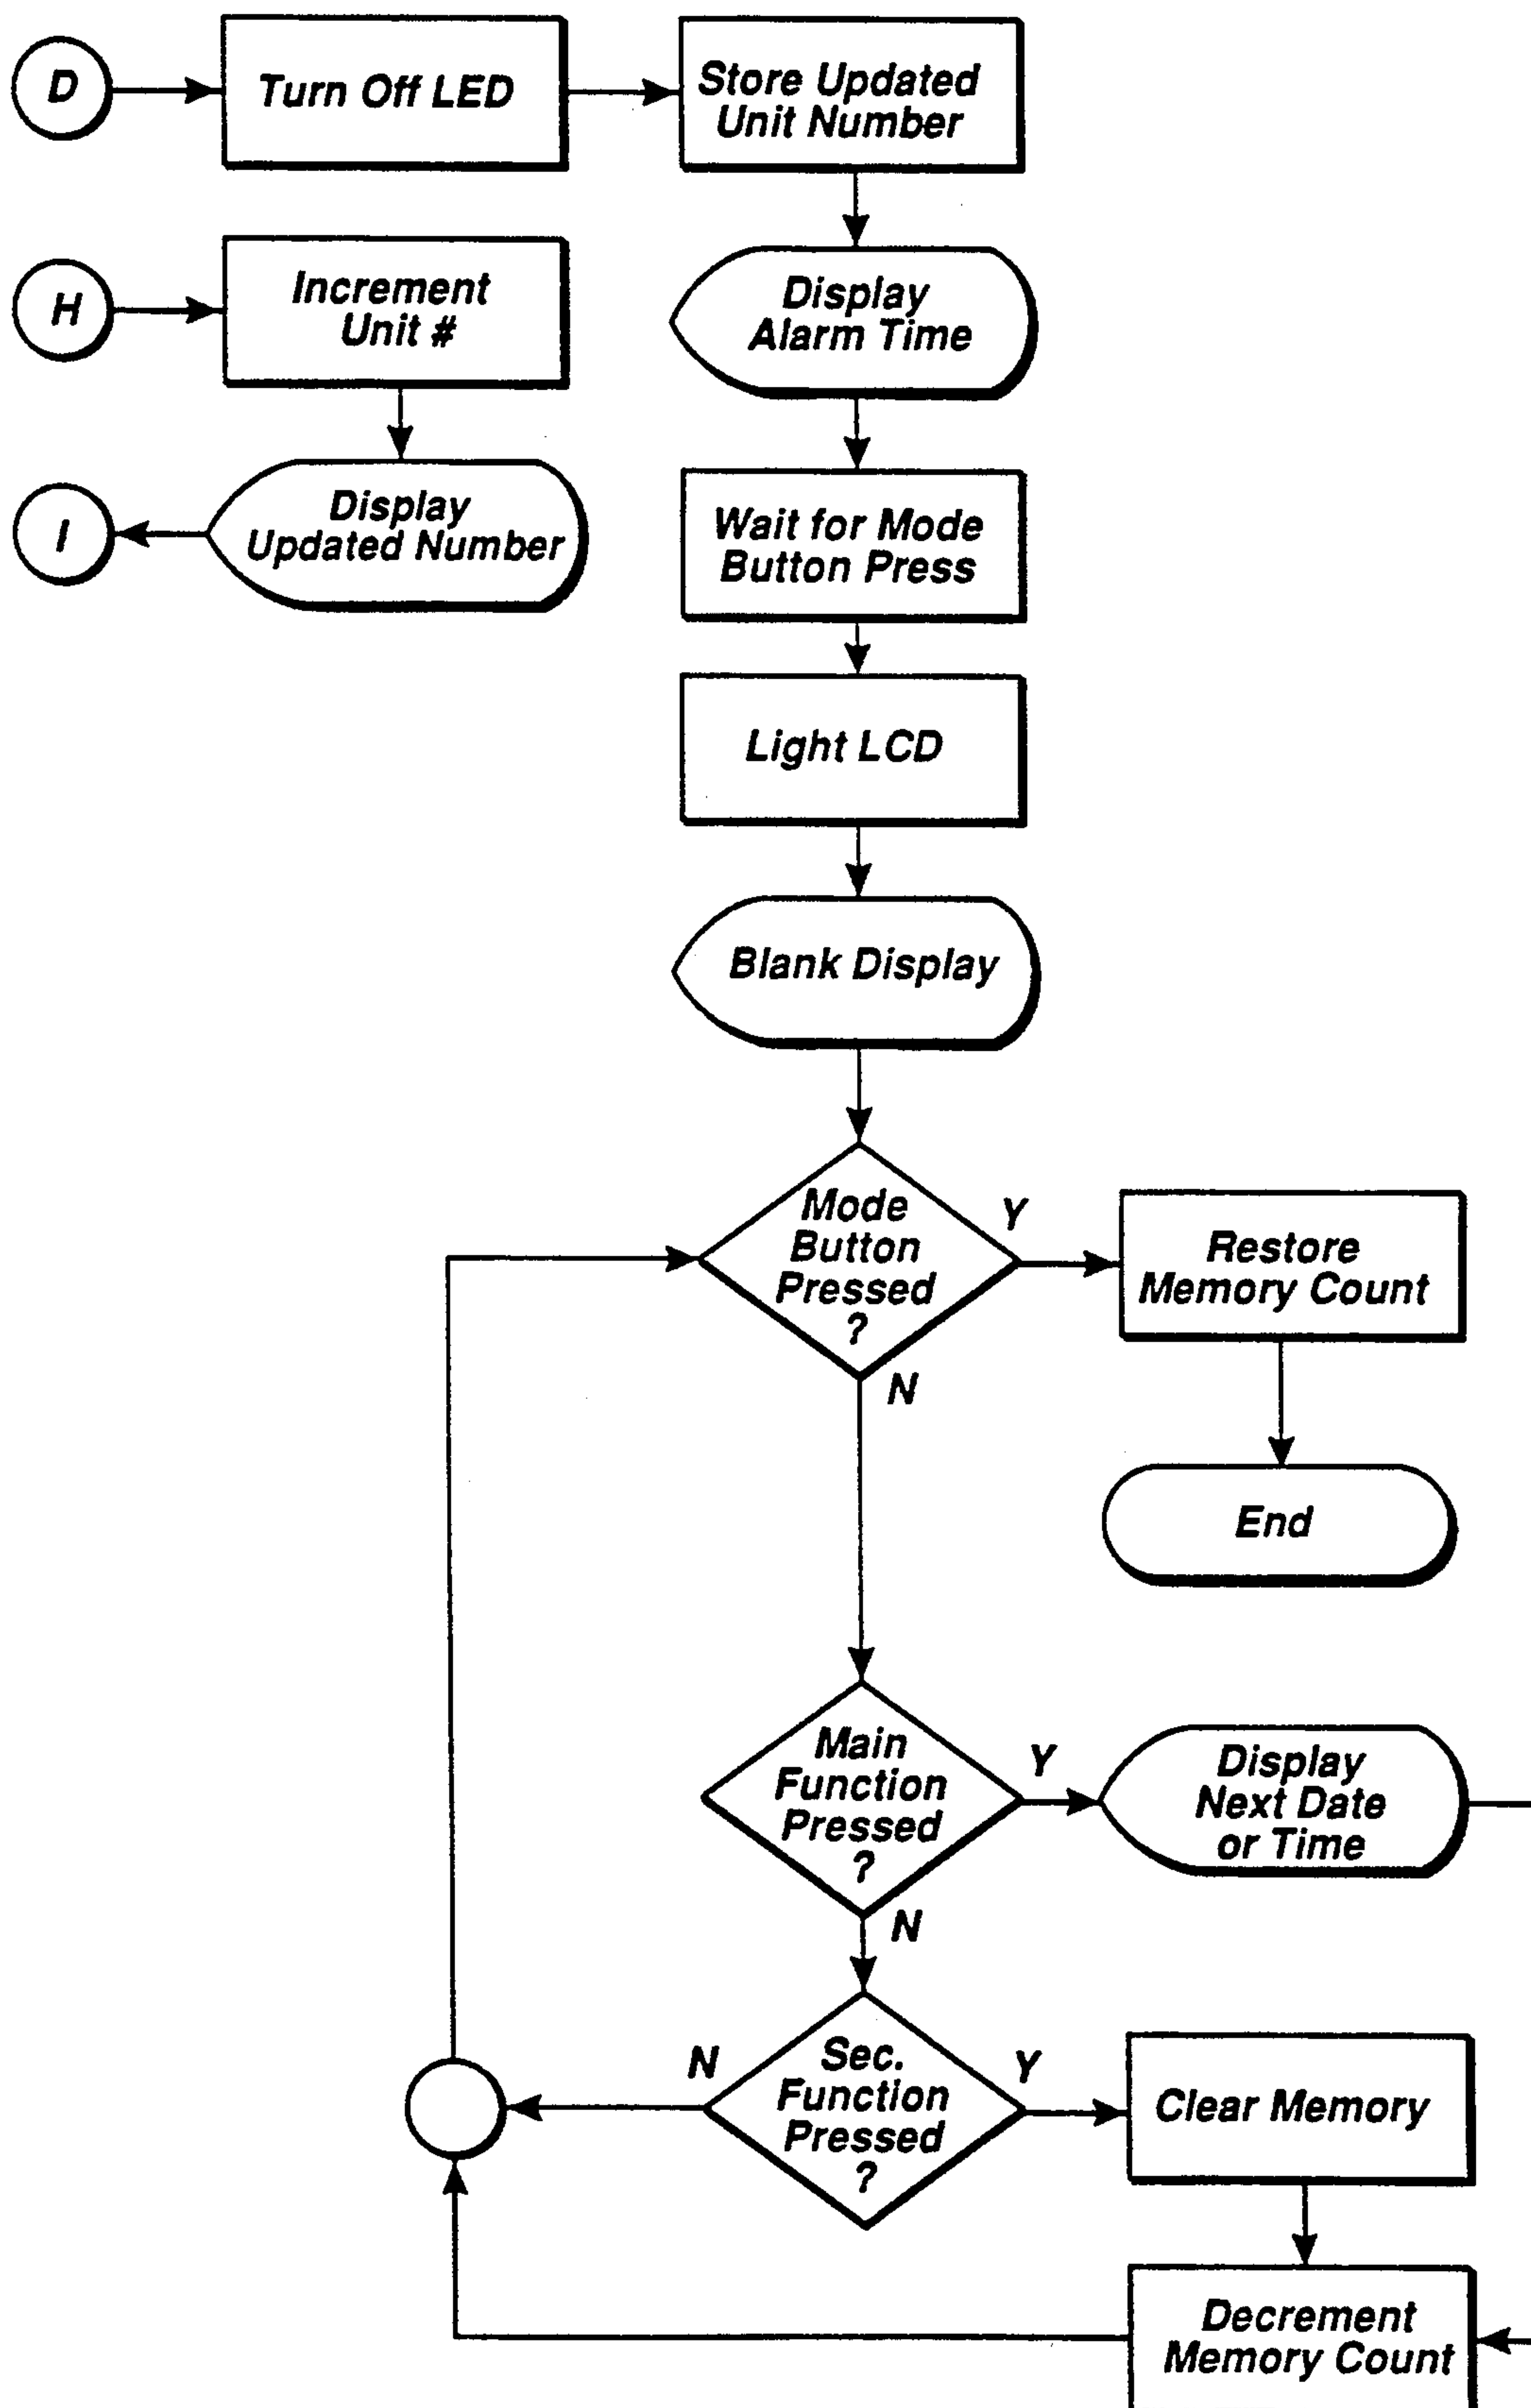 D
Turn Off LED
Store Updated
Unit Number
H
Increment
Unit #
Display
Alarm Time
I
Display
Updated Number
Wait for Mode
Button Press
Light LCD
Blank Display
Mode
Button
Pressed
?
Y
N
Restore
Memory Count
End
Main
Function
Pressed
?
Y
N
Display
Next Date
or Time
Sec.
Function
Pressed
?
N
Y
Clear Memory
Decrement
Memory Count